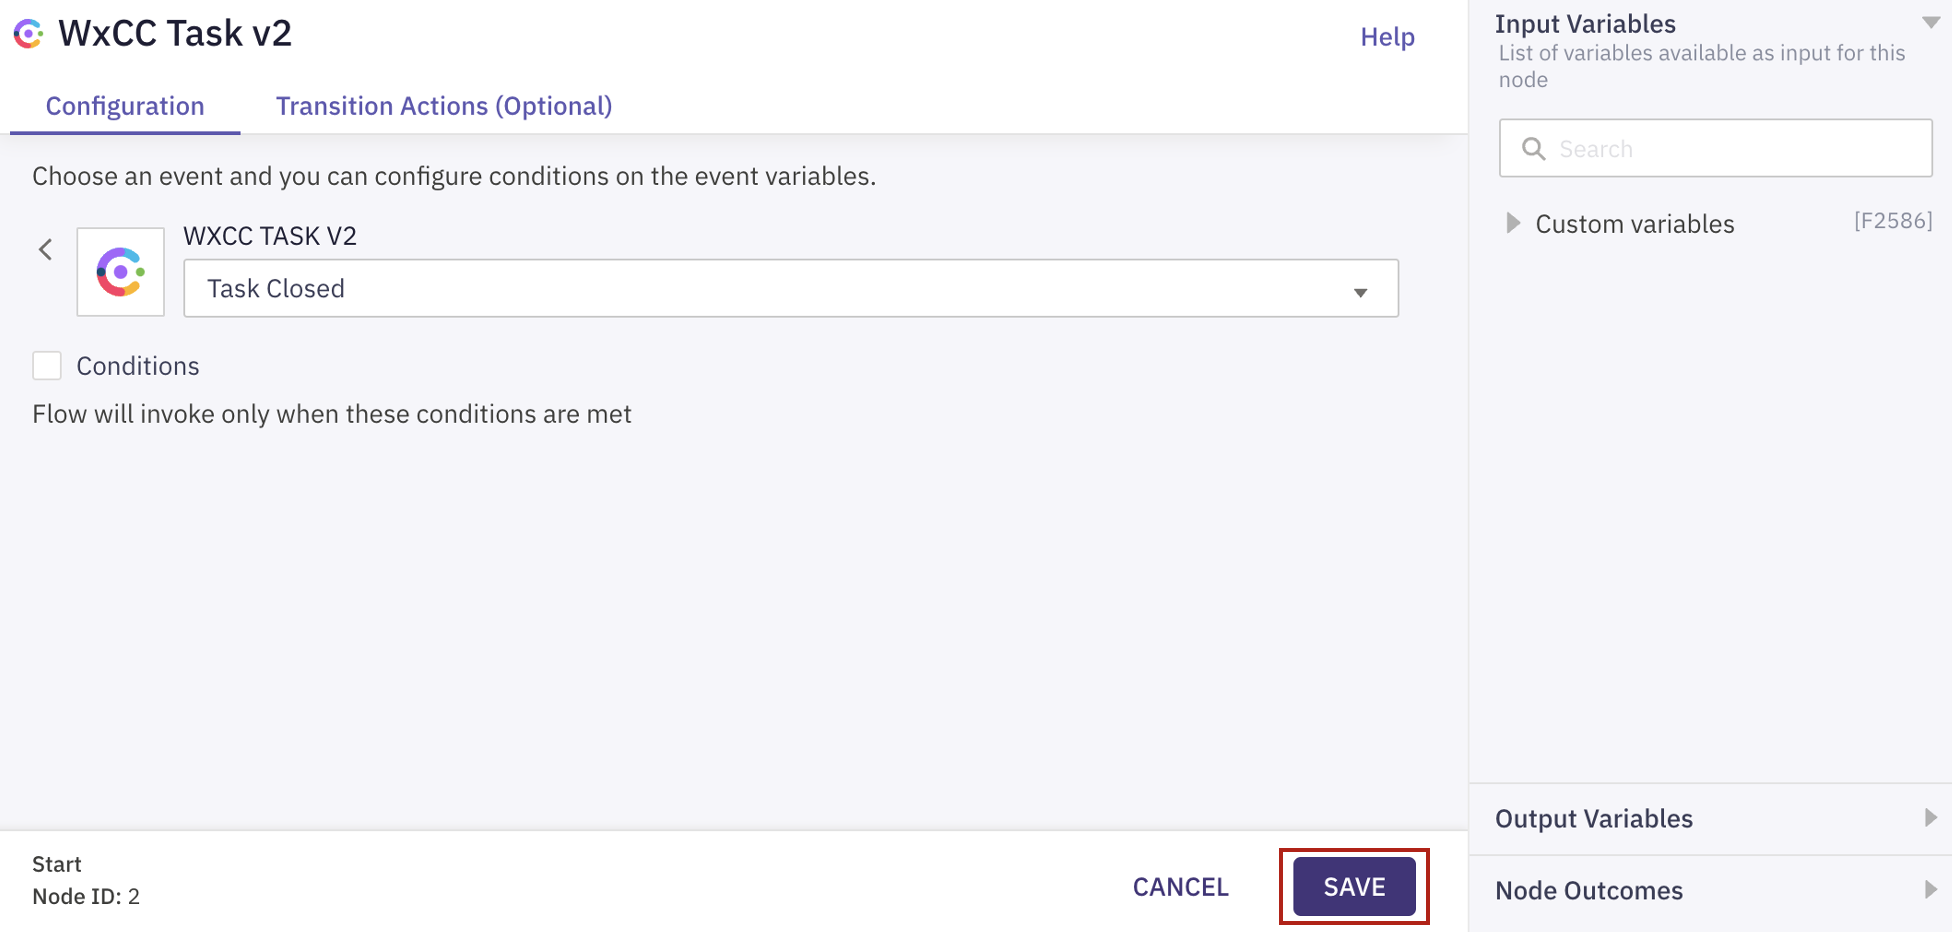 WxCC Task v2
Help
Configuration
Transition Actions (Optional)
Choose an event and you can configure conditions on the event variables.
WXCC TASK V2
Task Closed
Conditions
Flow will invoke only when these conditions are met
Start
Node ID: 2
CANCEL
SAVE
Input Variables
List of variables available as input for this
node
Search
Custom variables
[F2586]
Output Variables
Node Outcomes